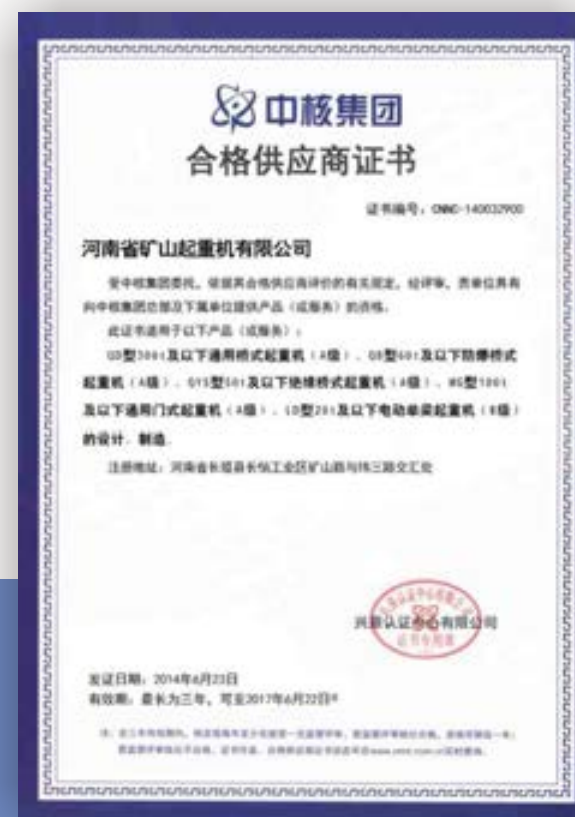 中核集团
合格供应商证书
证书编号：CNNC-140032900
河南省矿山起重机有限公司
受中核集团委托，依据其合格供应商评价的有关规定，经评审，贵单位具有
向中核集团总部及下属单位提供产品（或服务）的资格。
此证书适用于以下产品（或服务）：
QD型300t及以下通用桥式起重机（A级）、QB型60t及以下防爆桥式
起重机（A级）、QYS型50t及以下绝缘桥式起重机（A级）、MG型100t
及以下通用门式起重机（A级）、LD型20t及以下电动单梁起重机（B级）
的设计、制造。
注册地址：河南省长垣县长恼工业区矿山路与纬三路交汇处
兴原认证中心有限公司
证书专用章
发证日期：2014年6月23日
有效期：最长为三年，可至2017年6月22日